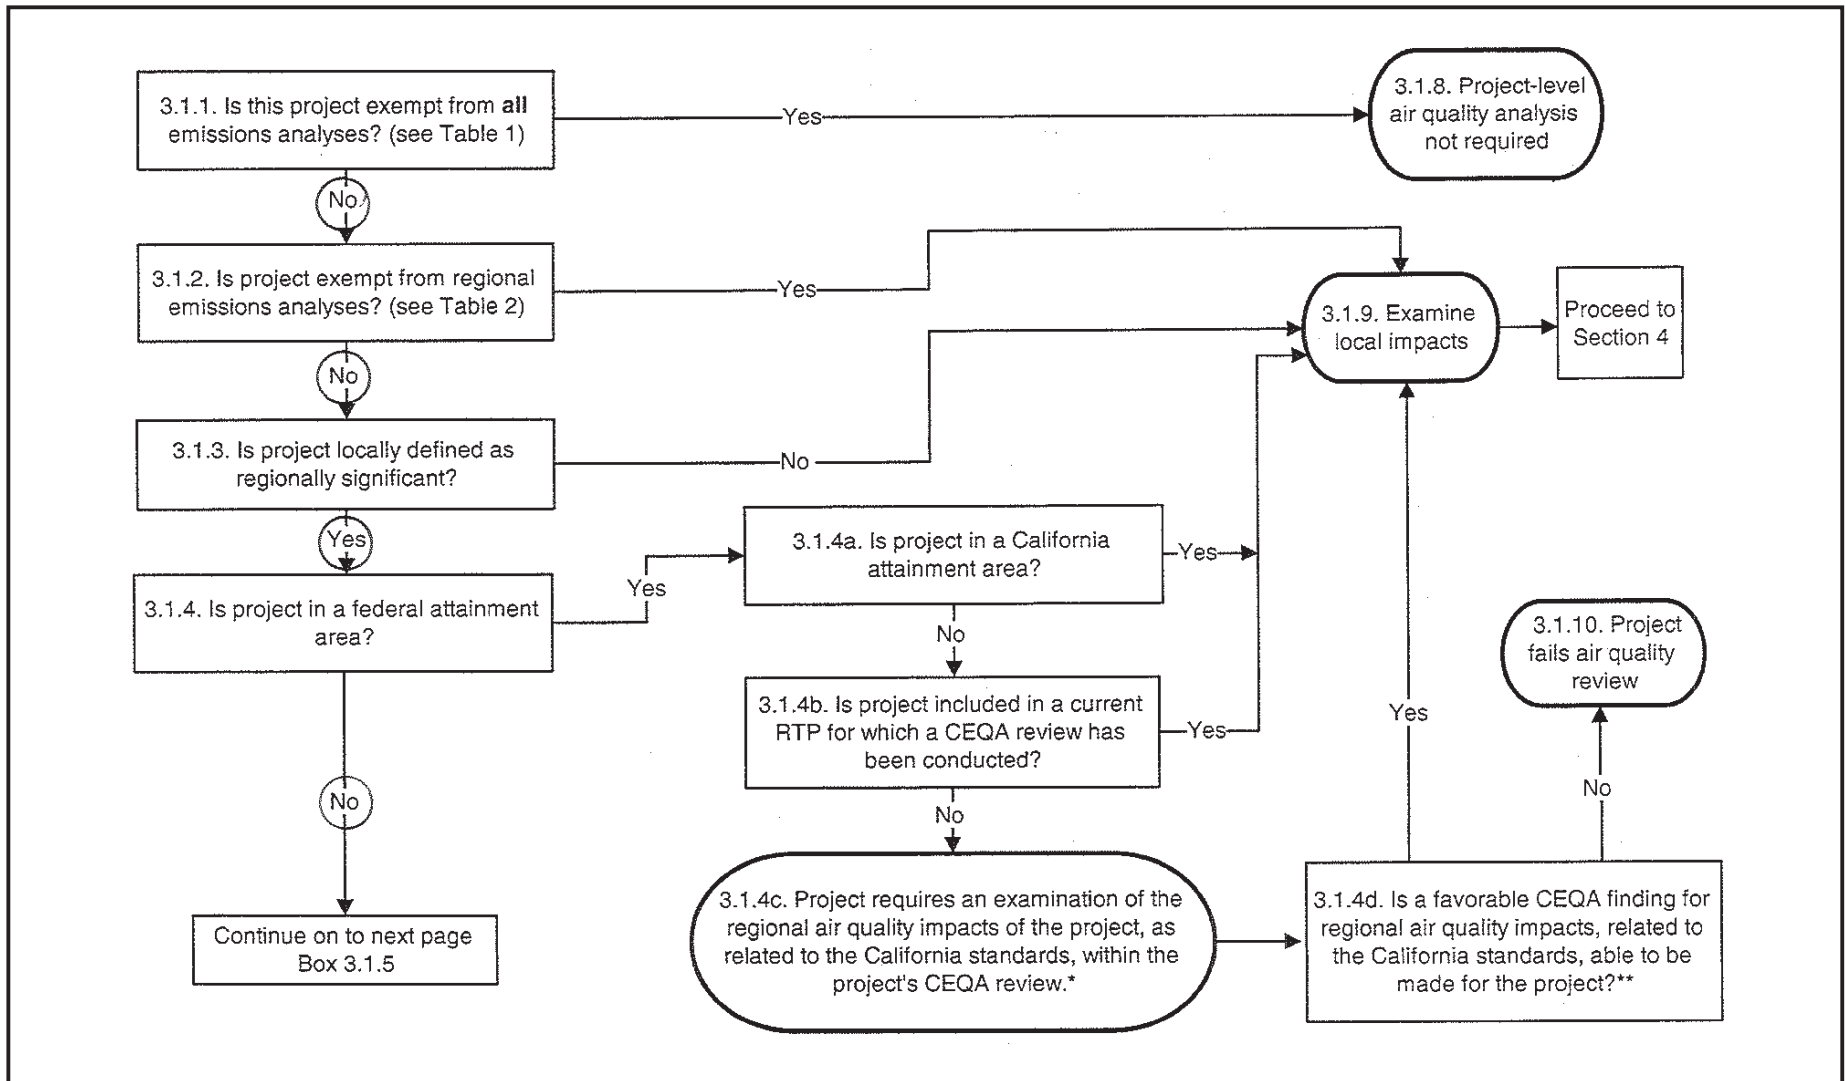 3.1.1. Is this project exempt from all
emissions analyses? (see Table 1)
Yes
3.1.8. Project-level
air quality analysis
not required
No
3.1.2. Is project exempt from regional
emissions analyses? (see Table 2)
Yes
3.1.9. Examine
local impacts
Proceed to
Section 4
No
3.1.3. Is project locally defined as
regionally significant?
No
Yes
3.1.4. Is project in a federal attainment
area?
Yes
3.1.4a. Is project in a California
attainment area?
Yes
No
3.1.4b. Is project included in a current
RTP for which a CEQA review has
been conducted?
Yes
No
3.1.4c. Project requires an examination of the
regional air quality impacts of the project, as
related to the California standards, within the
project's CEQA review.*
3.1.4d. Is a favorable CEQA finding for
regional air quality impacts, related to
the California standards, able to be
made for the project?**
Yes
No
3.1.10. Project
fails air quality
review
No
Continue on to next page
Box 3.1.5